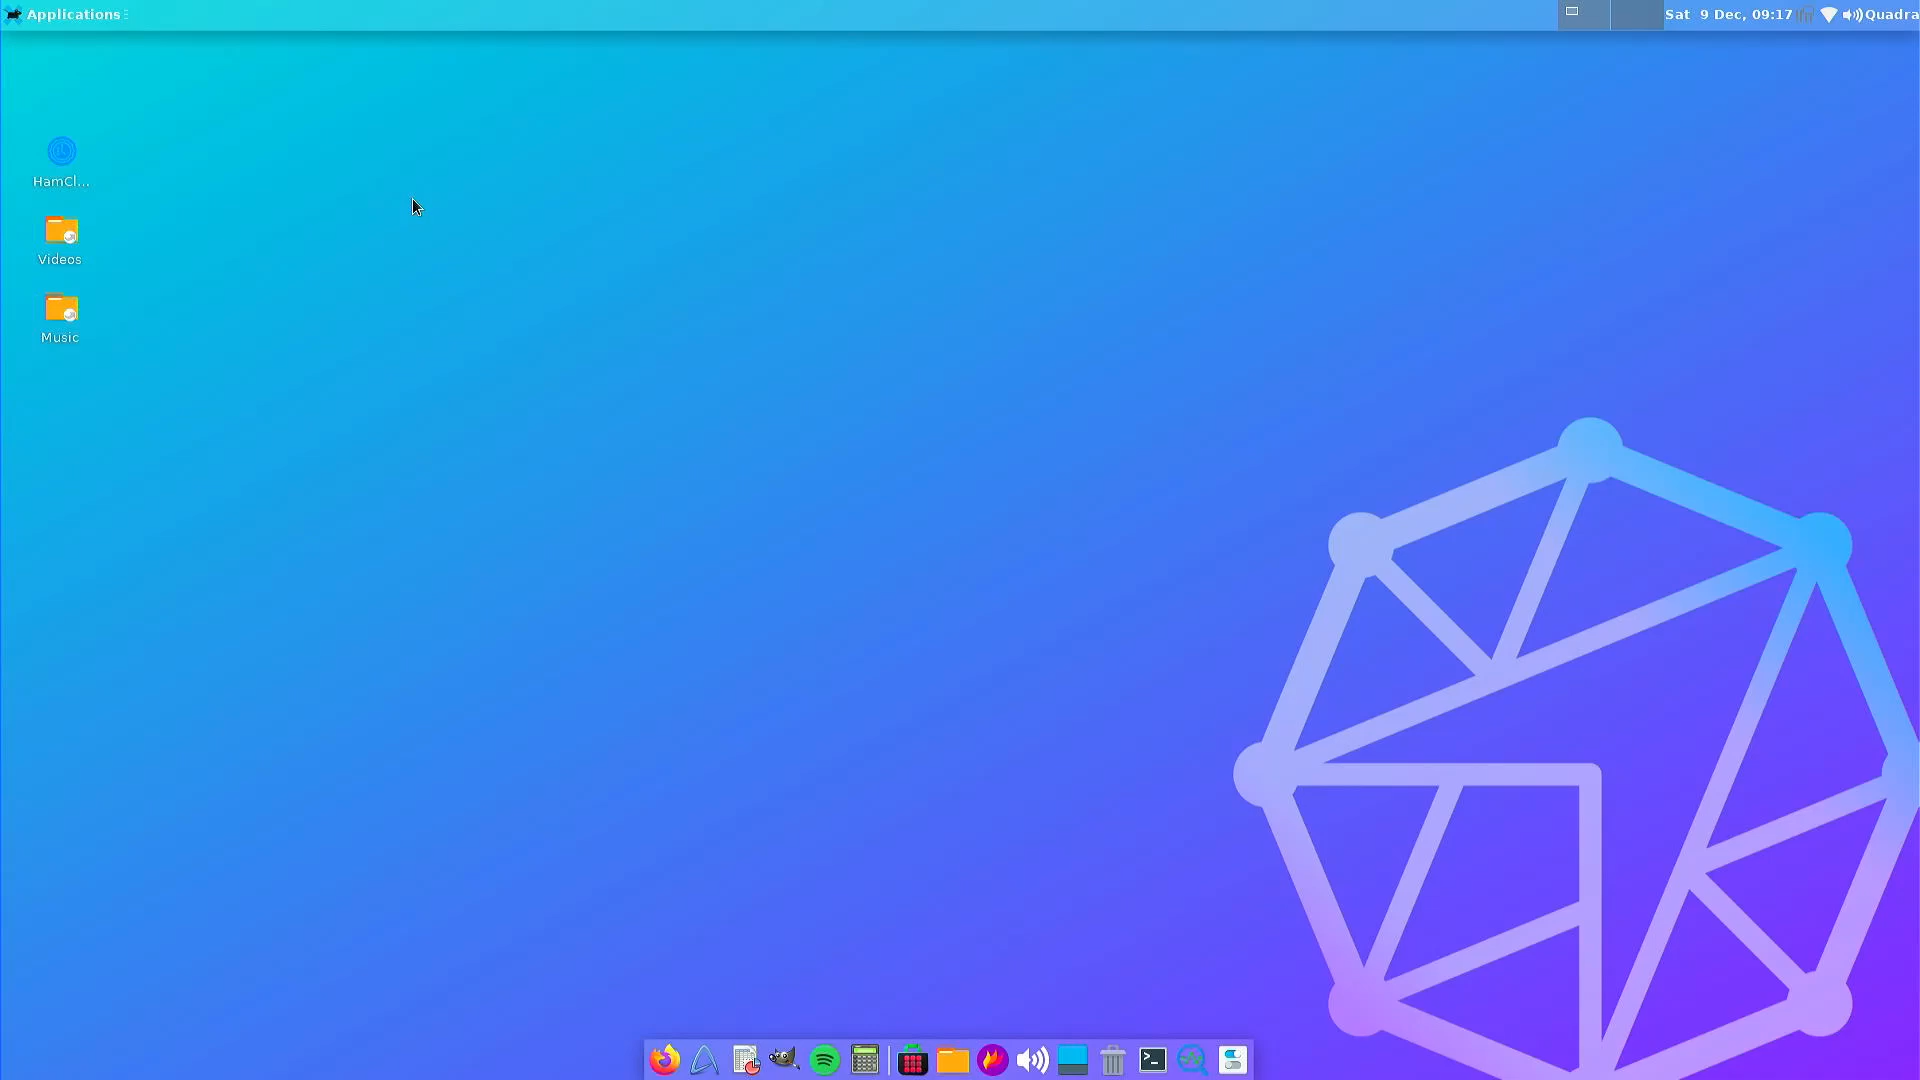 Applications
Sat 9 Dec, 09:17
Quadra
HamCl...
Videos
Music